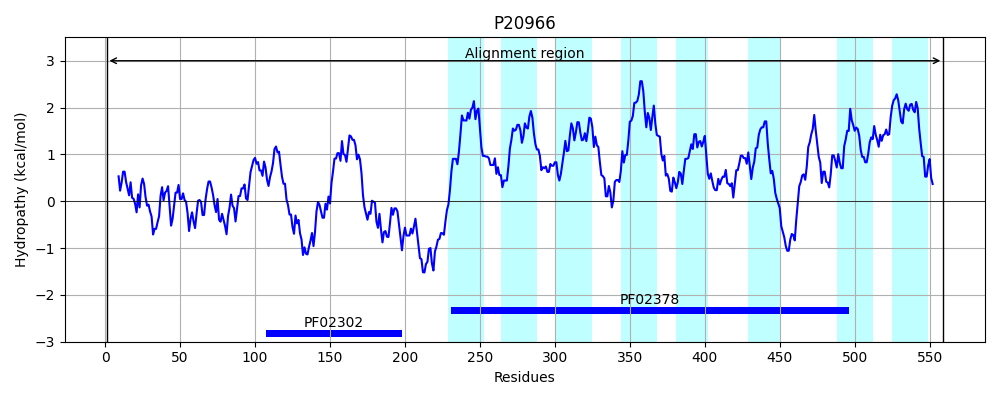 P20966
Alignment region
3
2
1
0
−1
−2
−3
Hydropathy (kcal/mol)
PF02378
PF02302
0 50 100 150 200 250 300 350 400 450 500 550
Residues